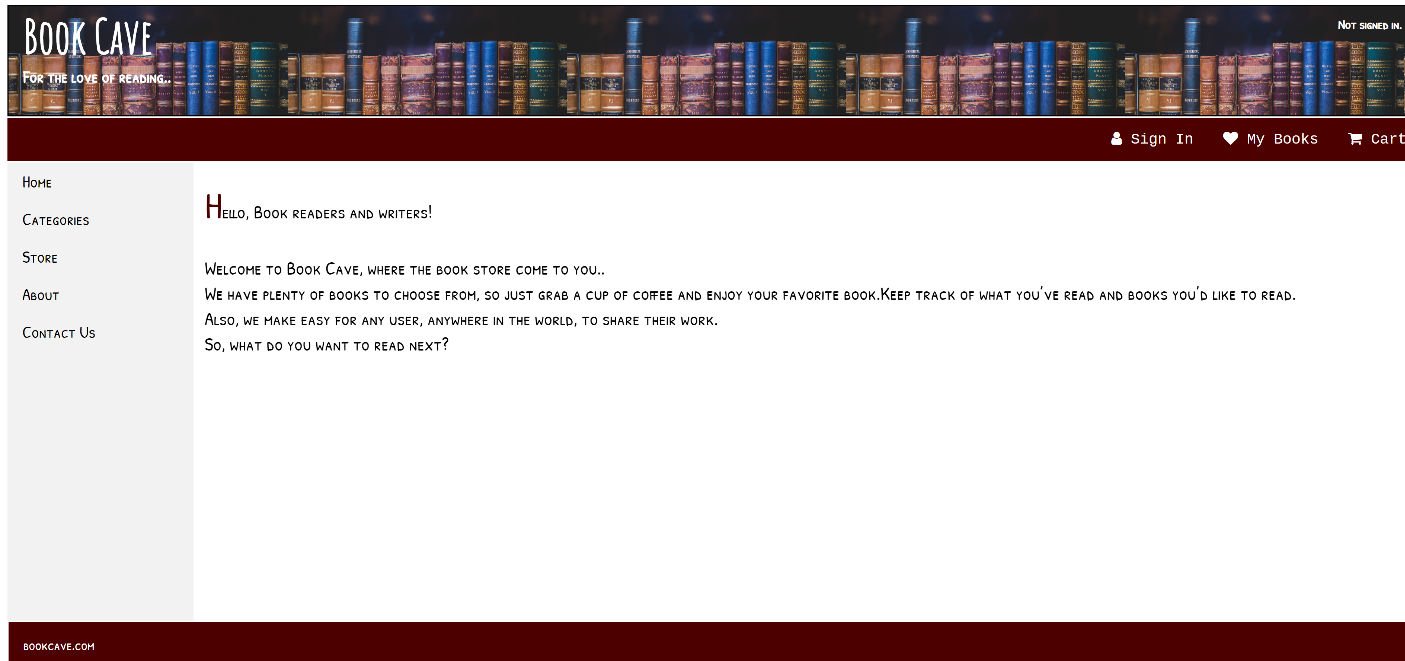 Book Cave
Not signed in.
For the love of reading..
Sign In My Books Cart
Home
Categories
Store
About
Contact Us
Hello, Book readers and writers!
Welcome to Book Cave, where the book store come to you..
We have plenty of books to choose from, so just grab a cup of coffee and enjoy your favorite book.Keep track of what you've read and books you'd like to read.
Also, we make easy for any user, anywhere in the world, to share their work.
So, what do you want to read next?
bookcave.com